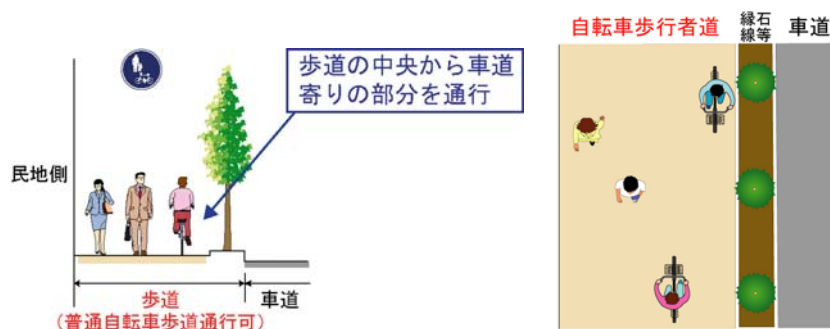 歩道の中央から車道
寄りの部分を通行
民地側
歩道
車道
(普通自転車歩道通行可)
自転車歩行者道
縁石
線等
車道